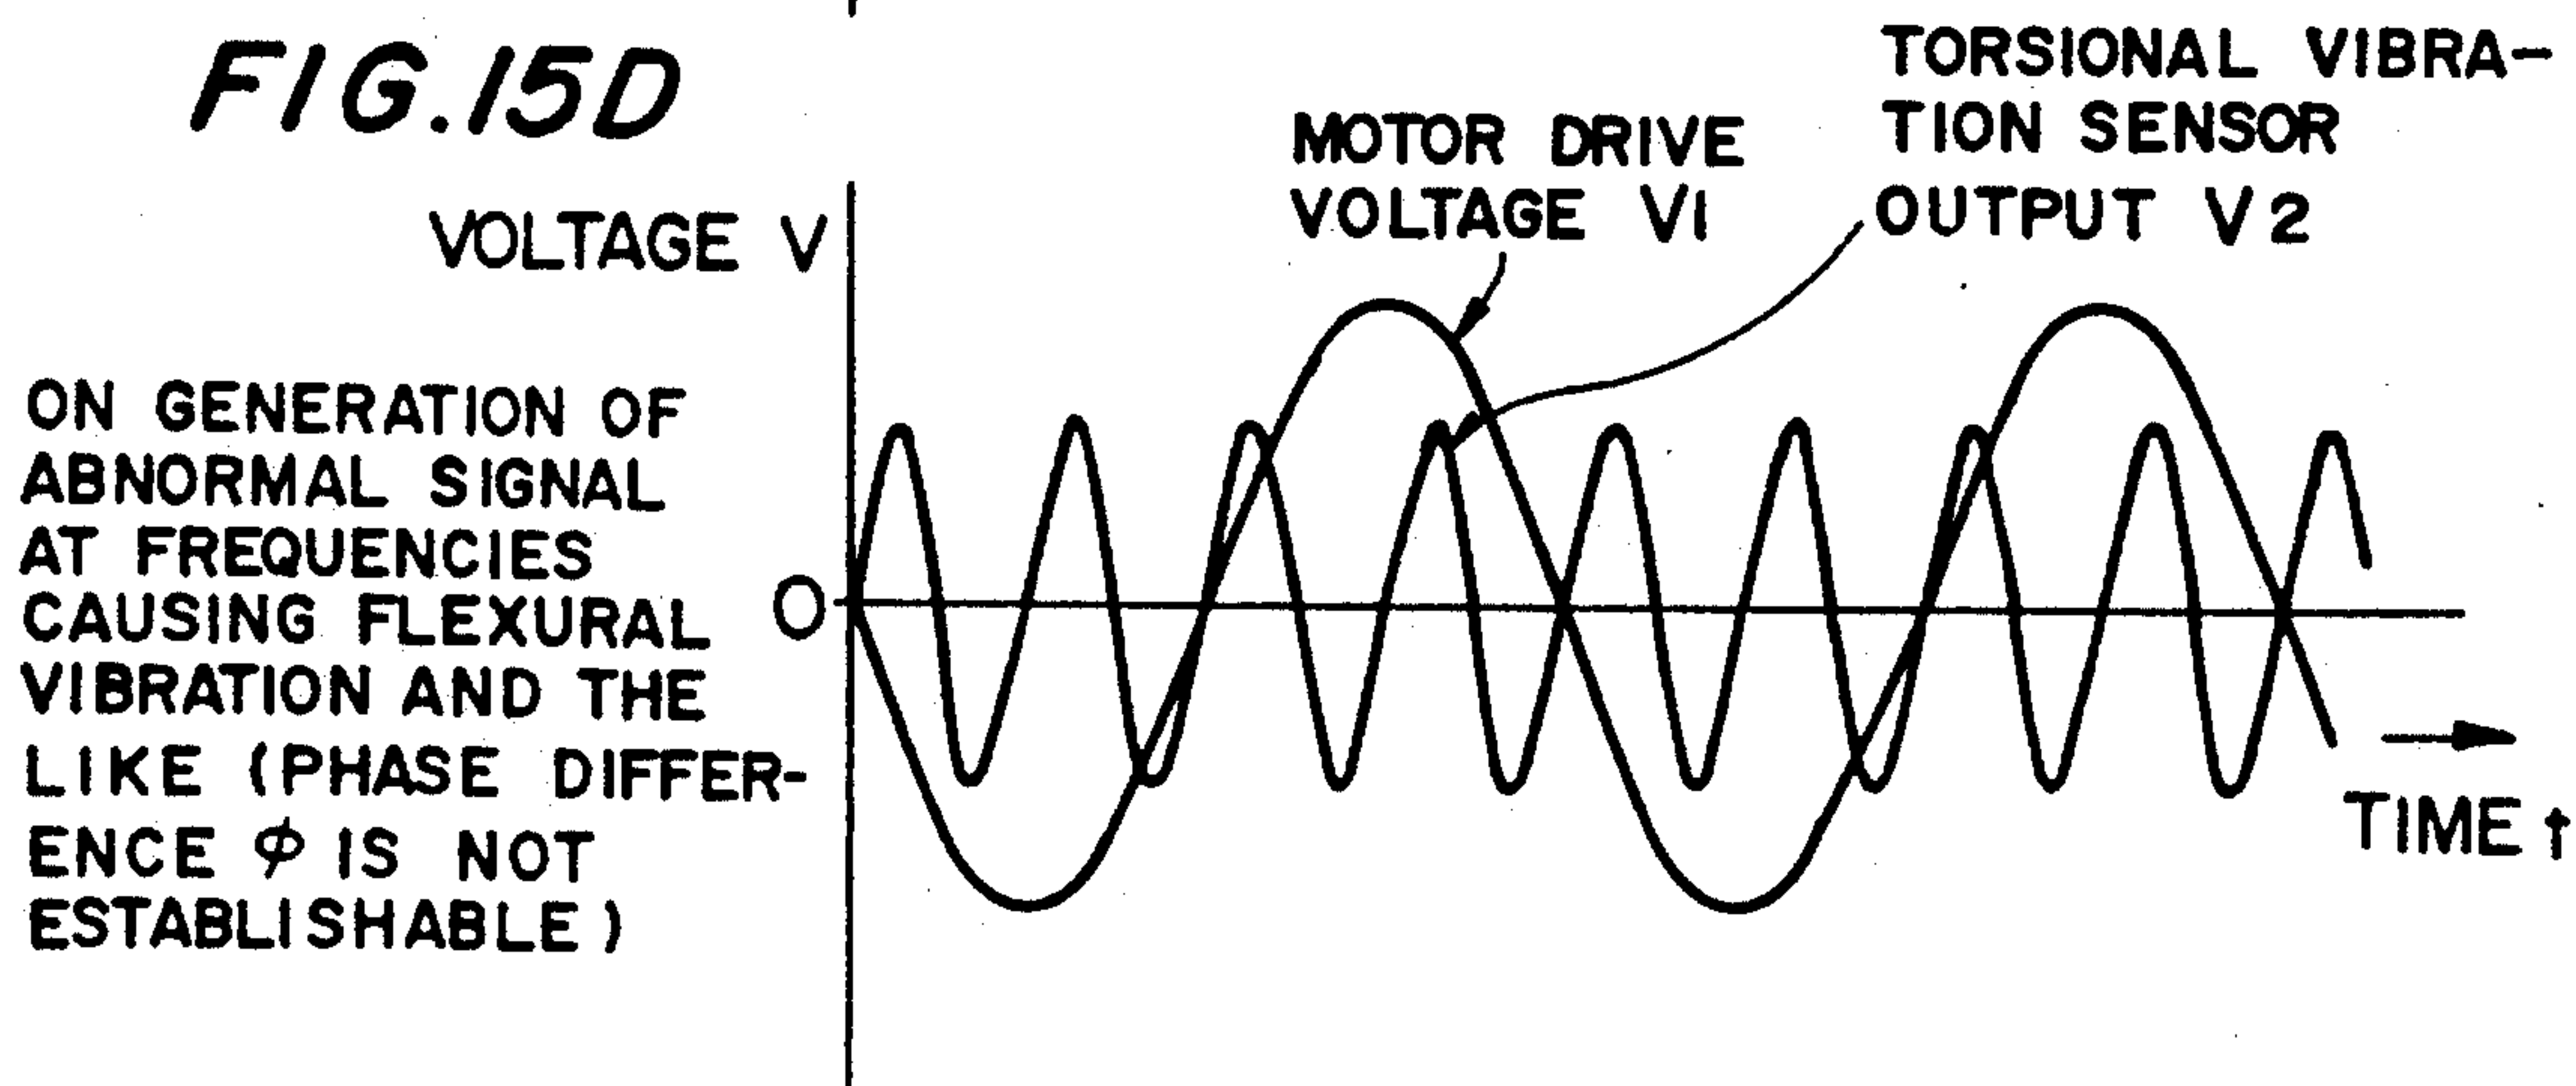 FIG.15D
TORSIONAL VIBRA-
TION SENSOR
OUTPUT V2
MOTOR DRIVE
VOLTAGE V1
VOLTAGE V
ON GENERATION OF
ABNORMAL SIGNAL
AT FREQUENCIES
CAUSING FLEXURAL
VIBRATION AND THE
LIKE (PHASE DIFFER-
ENCE φ IS NOT
ESTABLISHABLE)
0
TIME t